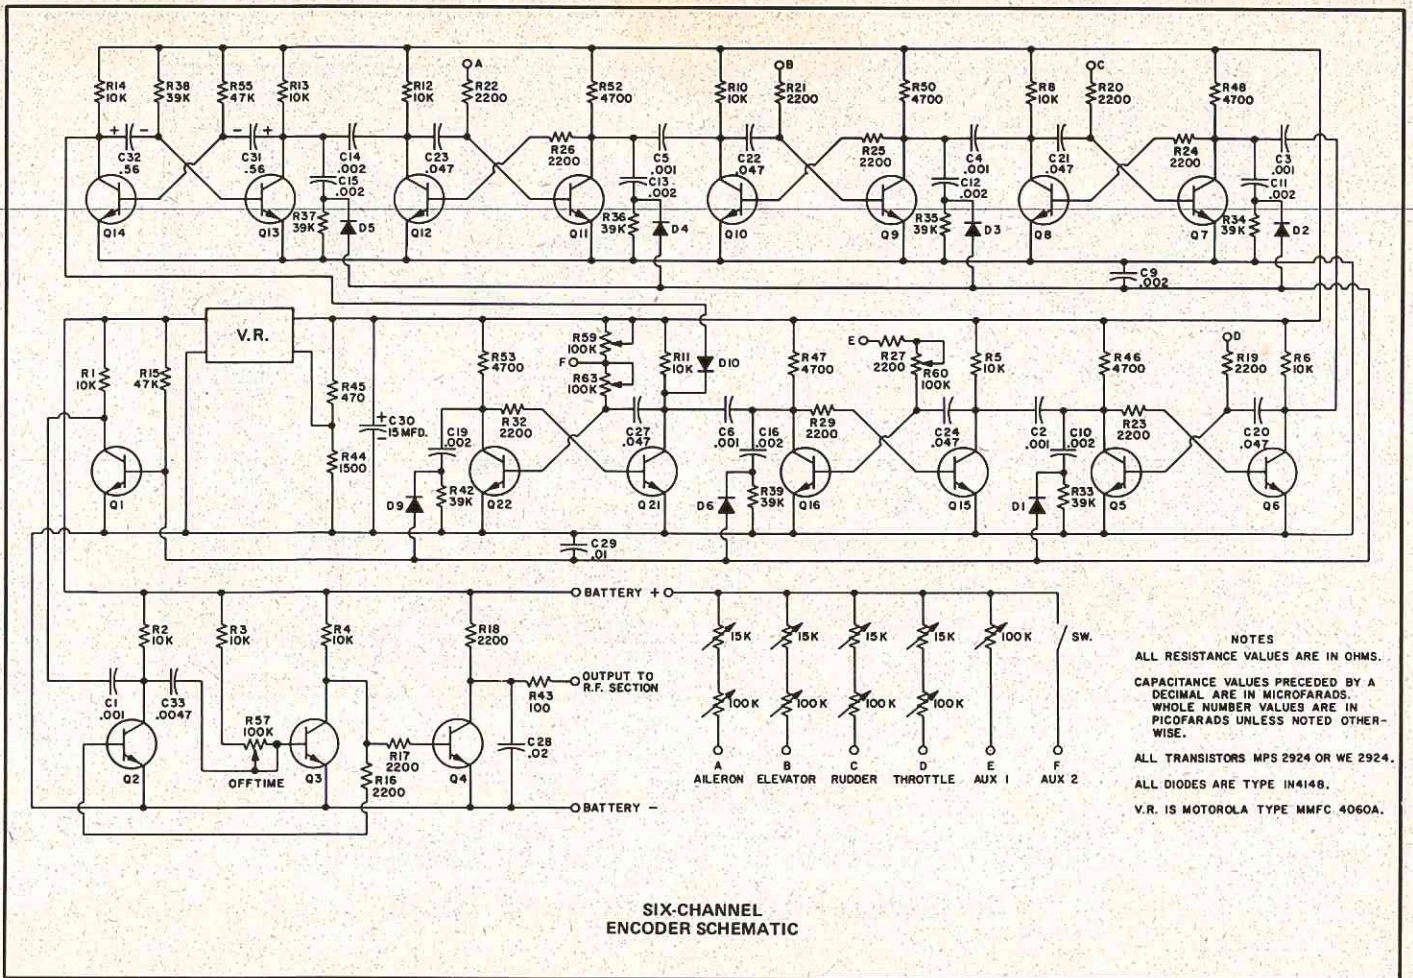 R14
10K
R38
39K
R55
47K
R13
10K
R12
10K
A
R22
2200
R52
4700
R10
10K
B
R21
2200
R50
4700
R8
10K
C
R20
2200
R48
4700
+ -
- +
C32
.56
C31
.56
C14
.002
C15
.002
C23
.047
R26
2200
C5
.001
C13
.002
C22
.047
R25
2200
C4
.001
C12
.002
C21
.047
R24
2200
C3
.001
C11
.002
R37
39K
D5
R36
39K
D4
R35
39K
D3
R34
39K
D2
Q14
Q13
Q12
Q11
Q10
Q9
Q8
Q7
C9
.002
V.R.
R1
10K
R15
47K
R45
470
R44
1500
+
C30
15 MFD.
-
R53
4700
R59
100K
F
R63
100K
R11
10K
D10
R47
4700
E
R27
2200
R60
100K
R5
10K
R46
4700
D
R19
2200
R6
10K
C19
.002
R32
2200
C27
.047
C6
.001
C16
.002
R29
2200
C24
.047
C2
.001
C10
.002
R23
2200
C20
.047
Q1
D9
R42
39K
Q22
Q21
D6
R39
39K
Q16
Q15
D1
R33
39K
Q5
Q6
C29
.01
BATTERY +
R2
10K
R3
10K
R4
10K
R18
2200
C1
.001
C33
.0047
R57
100K
OFFTIME
R17
2200
R16
2200
OUTPUT TO
R.F. SECTION
R43
100
C28
.02
Q2
Q3
Q4
BATTERY -
15K
15K
15K
15K
100K
SW.
100K
100K
100K
100K
A
AILERON
B
ELEVATOR
C
RUDDER
D
THROTTLE
E
AUX 1
F
AUX 2
NOTES
ALL RESISTANCE VALUES ARE IN OHMS.
CAPACITANCE VALUES PRECEDED BY A
DECIMAL ARE IN MICROFARADS.
WHOLE NUMBER VALUES ARE IN
PICOFARADS UNLESS NOTED OTHER-
WISE.
ALL TRANSISTORS MPS 2924 OR WE 2924.
ALL DIODES ARE TYPE IN4148.
V.R. IS MOTOROLA TYPE MMFC 4060A.
SIX-CHANNEL
ENCODER SCHEMATIC